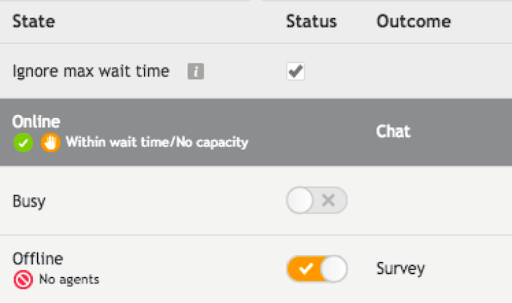 State Status Outcome
Ignore max wait time i
Online
Within wait time/No capacity
Chat
Busy
Offline
No agents
Survey